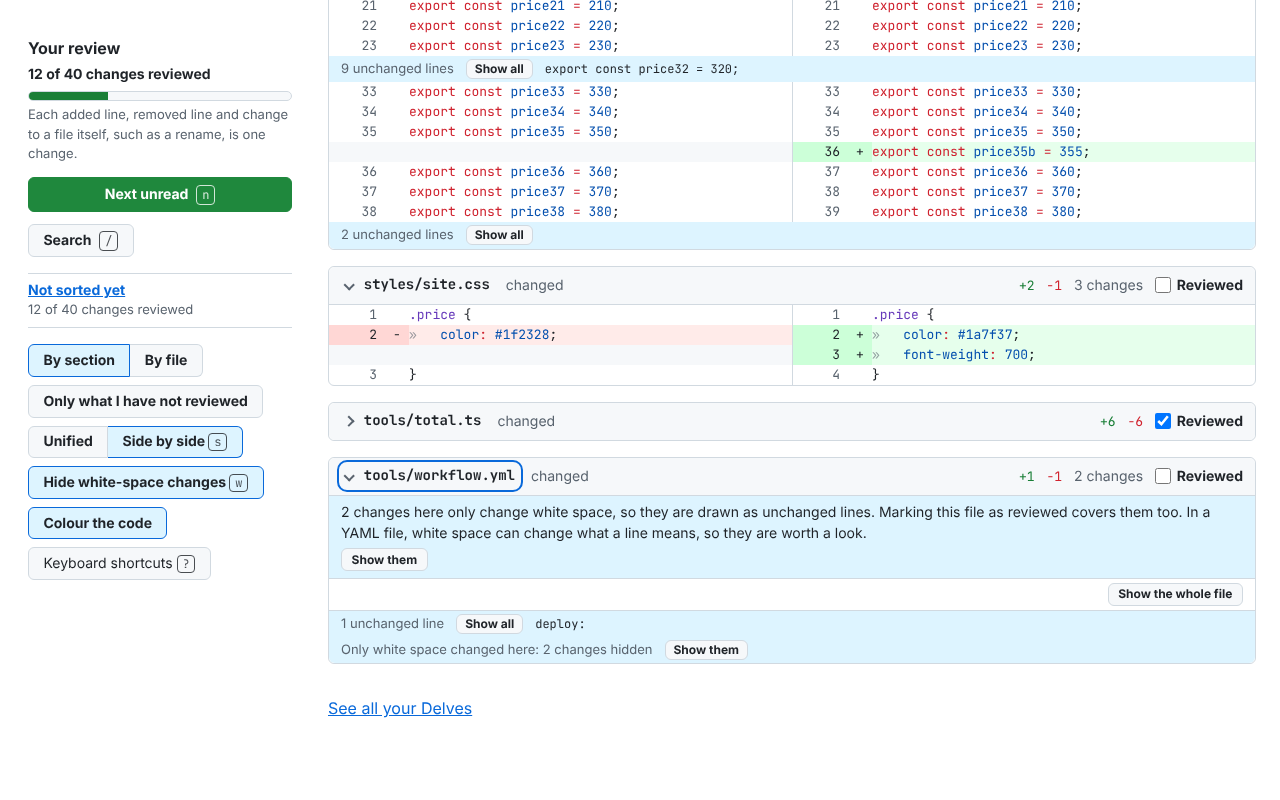 Your review
12 of 40 changes reviewed
Each added line, removed line and change
to a file itself, such as a rename, is one
change.
Next unread n
Search /
Not sorted yet
12 of 40 changes reviewed
By section By file
Only what I have not reviewed
Unified Side by side s
Hide white-space changes w
Colour the code
Keyboard shortcuts ?
21 export const price21 = 210; 21 export const price21 = 210;
22 export const price22 = 220; 22 export const price22 = 220;
23 export const price23 = 230; 23 export const price23 = 230;
9 unchanged lines Show all export const price32 = 320;
33 export const price33 = 330; 33 export const price33 = 330;
34 export const price34 = 340; 34 export const price34 = 340;
35 export const price35 = 350; 35 export const price35 = 350;
36 + export const price35b = 355;
36 export const price36 = 360; 37 export const price36 = 360;
37 export const price37 = 370; 38 export const price37 = 370;
38 export const price38 = 380; 39 export const price38 = 380;
2 unchanged lines Show all
styles/site.css changed +2 -1 3 changes Reviewed
1 .price { 1 .price {
2 - » color: #1f2328; 2 + » color: #1a7f37;
3 + » font-weight: 700;
3 } 4 }
tools/total.ts changed +6 -6 Reviewed
tools/workflow.yml changed +1 -1 2 changes Reviewed
2 changes here only change white space, so they are drawn as unchanged lines. Marking this file as reviewed covers them too. In a
YAML file, white space can change what a line means, so they are worth a look.
Show them
Show the whole file
1 unchanged line Show all deploy:
Only white space changed here: 2 changes hidden Show them
See all your Delves